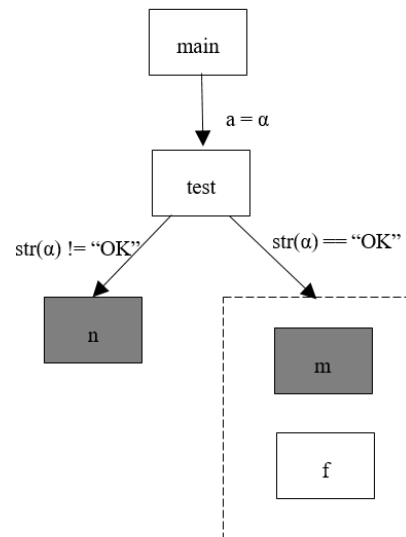 main
a = α
test
str(α) != “OK”
str(α) == “OK”
n
m
f